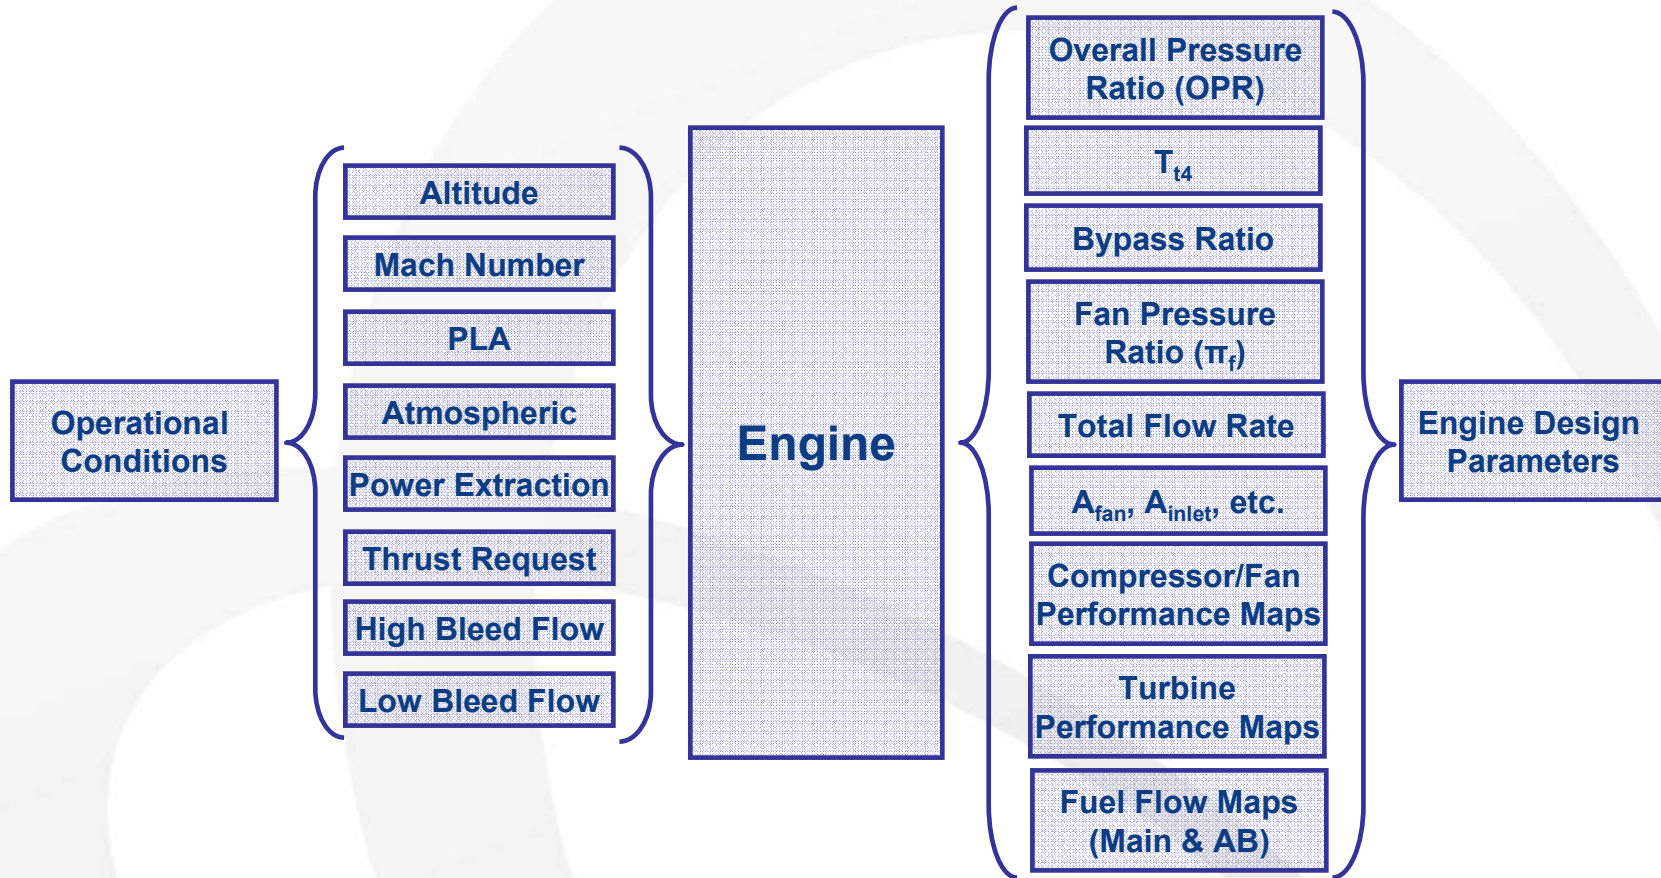 Operational
Conditions
Altitude
Mach Number
PLA
Atmospheric
Power Extraction
Thrust Request
High Bleed Flow
Low Bleed Flow
Engine
Overall Pressure
Ratio (OPR)
Tt4
Bypass Ratio
Fan Pressure
Ratio (πf)
Total Flow Rate
Afan, Ainlet, etc.
Compressor/Fan
Performance Maps
Turbine
Performance Maps
Fuel Flow Maps
(Main & AB)
Engine Design
Parameters